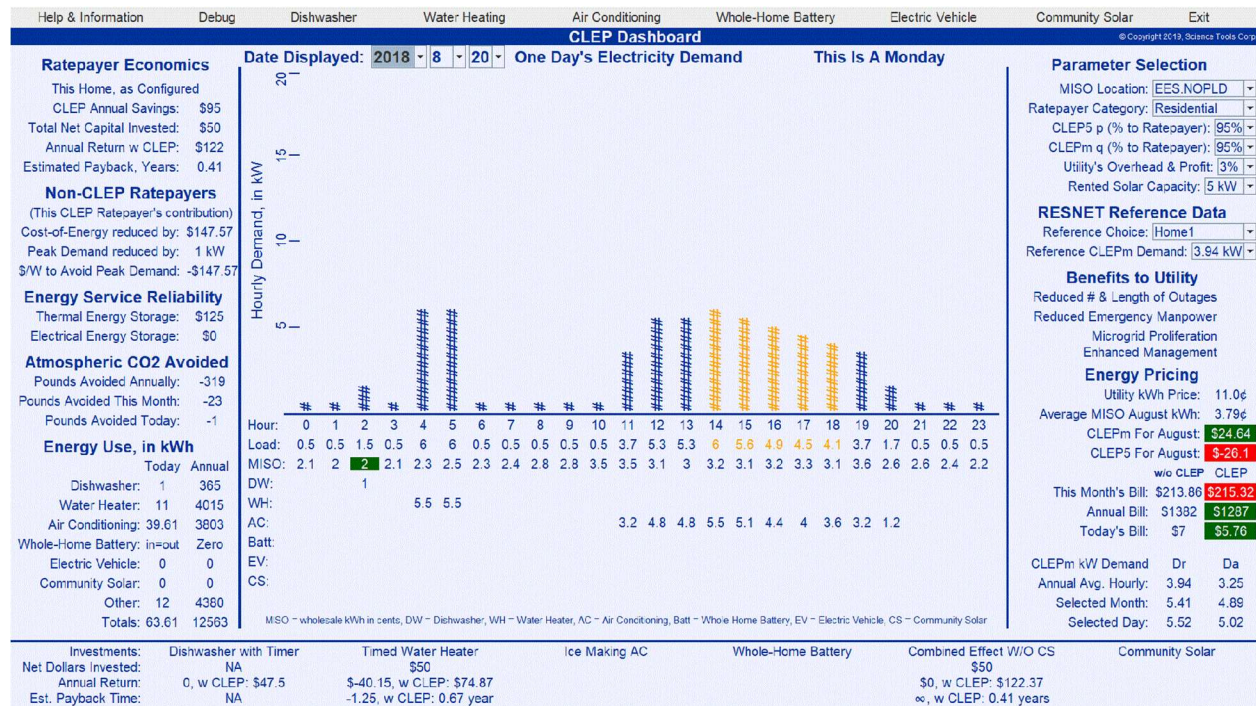 Help & Information Debug Dishwasher Water Heating Air Conditioning Whole-Home Battery Electric Vehicle Community Solar Exit
CLEP Dashboard
© Copyright 2019, Science Tools Corp
Date Displayed: 2018 8 20 One Day's Electricity Demand This Is A Monday
Ratepayer Economics
This Home, as Configured
CLEP Annual Savings: $95
Total Net Capital Invested: $50
Annual Return w CLEP: $122
Estimated Payback, Years: 0.41
Non-CLEP Ratepayers
(This CLEP Ratepayer's contribution)
Cost-of-Energy reduced by: $147.57
Peak Demand reduced by: 1 kW
$/W to Avoid Peak Demand: -$147.57
Energy Service Reliability
Thermal Energy Storage: $125
Electrical Energy Storage: $0
Atmospheric CO2 Avoided
Pounds Avoided Annually: -319
Pounds Avoided This Month: -23
Pounds Avoided Today: -1
Energy Use, in kWh
Today Annual
Dishwasher: 1 365
Water Heater: 11 4015
Air Conditioning: 39.61 3803
Whole-Home Battery: in=out Zero
Electric Vehicle: 0 0
Community Solar: 0 0
Other: 12 4380
Totals: 63.61 12563
Hourly Demand, in kW
20
15
10
5
Hour: 0 1 2 3 4 5 6 7 8 9 10 11 12 13 14 15 16 17 18 19 20 21 22 23
Load: 0.5 0.5 1.5 0.5 6 6 0.5 0.5 0.5 0.5 0.5 3.7 5.3 5.3 6 5.6 4.9 4.5 4.1 3.7 1.7 0.5 0.5 0.5
MISO: 2.1 2 2 2.1 2.3 2.5 2.3 2.4 2.8 2.8 3.5 3.5 3.1 3 3.2 3.1 3.2 3.3 3.1 3.6 2.6 2.6 2.4 2.2
DW: 1
WH: 5.5 5.5
AC: 3.2 4.8 4.8 5.5 5.1 4.4 4 3.6 3.2 1.2
Batt:
EV:
CS:
MISO = wholesale kWh in cents, DW = Dishwasher, WH = Water Heater, AC = Air Conditioning, Batt = Whole Home Battery, EV = Electric Vehicle, CS = Community Solar
Parameter Selection
MISO Location: EES.NOPLD
Ratepayer Category: Residential
CLEP5 p (% to Ratepayer): 95%
CLEPm q (% to Ratepayer): 95%
Utility's Overhead & Profit: 3%
Rented Solar Capacity: 5 kW
RESNET Reference Data
Reference Choice: Home1
Reference CLEPm Demand: 3.94 kW
Benefits to Utility
Reduced # & Length of Outages
Reduced Emergency Manpower
Microgrid Proliferation
Enhanced Management
Energy Pricing
Utility kWh Price: 11.0¢
Average MISO August kWh: 3.79¢
CLEPm For August: $24.64
CLEP5 For August: $-26.1
w/o CLEP CLEP
This Month's Bill: $213.86 $215.32
Annual Bill: $1382 $1287
Today's Bill: $7 $5.76
CLEPm kW Demand Dr Da
Annual Avg. Hourly: 3.94 3.25
Selected Month: 5.41 4.89
Selected Day: 5.52 5.02
Investments: Dishwasher with Timer Timed Water Heater Ice Making AC Whole-Home Battery Combined Effect W/O CS Community Solar
Net Dollars Invested: NA $50 $50
Annual Return: 0, w CLEP: $47.5 $-40.15, w CLEP: $74.87 $0, w CLEP: $122.37
Est. Payback Time: NA -1.25, w CLEP: 0.67 year ∞, w CLEP: 0.41 years